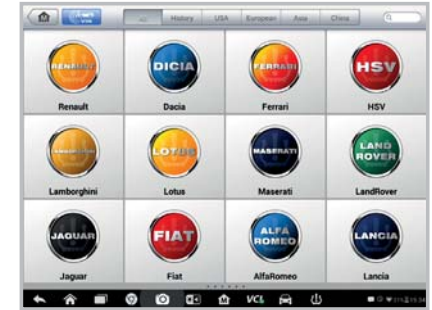 All History USA European Asia China
RENAULT DICIA FERRARI HSV
Renault Dacia Ferrari HSV
LAMBORGHINI LOTUS MASERATI LAND ROVER
Lamborghini Lotus Maserati LandRover
JAGUAR FIAT ALFA ROMEO LANCIA
Jaguar Fiat AlfaRomeo Lancia
VCI